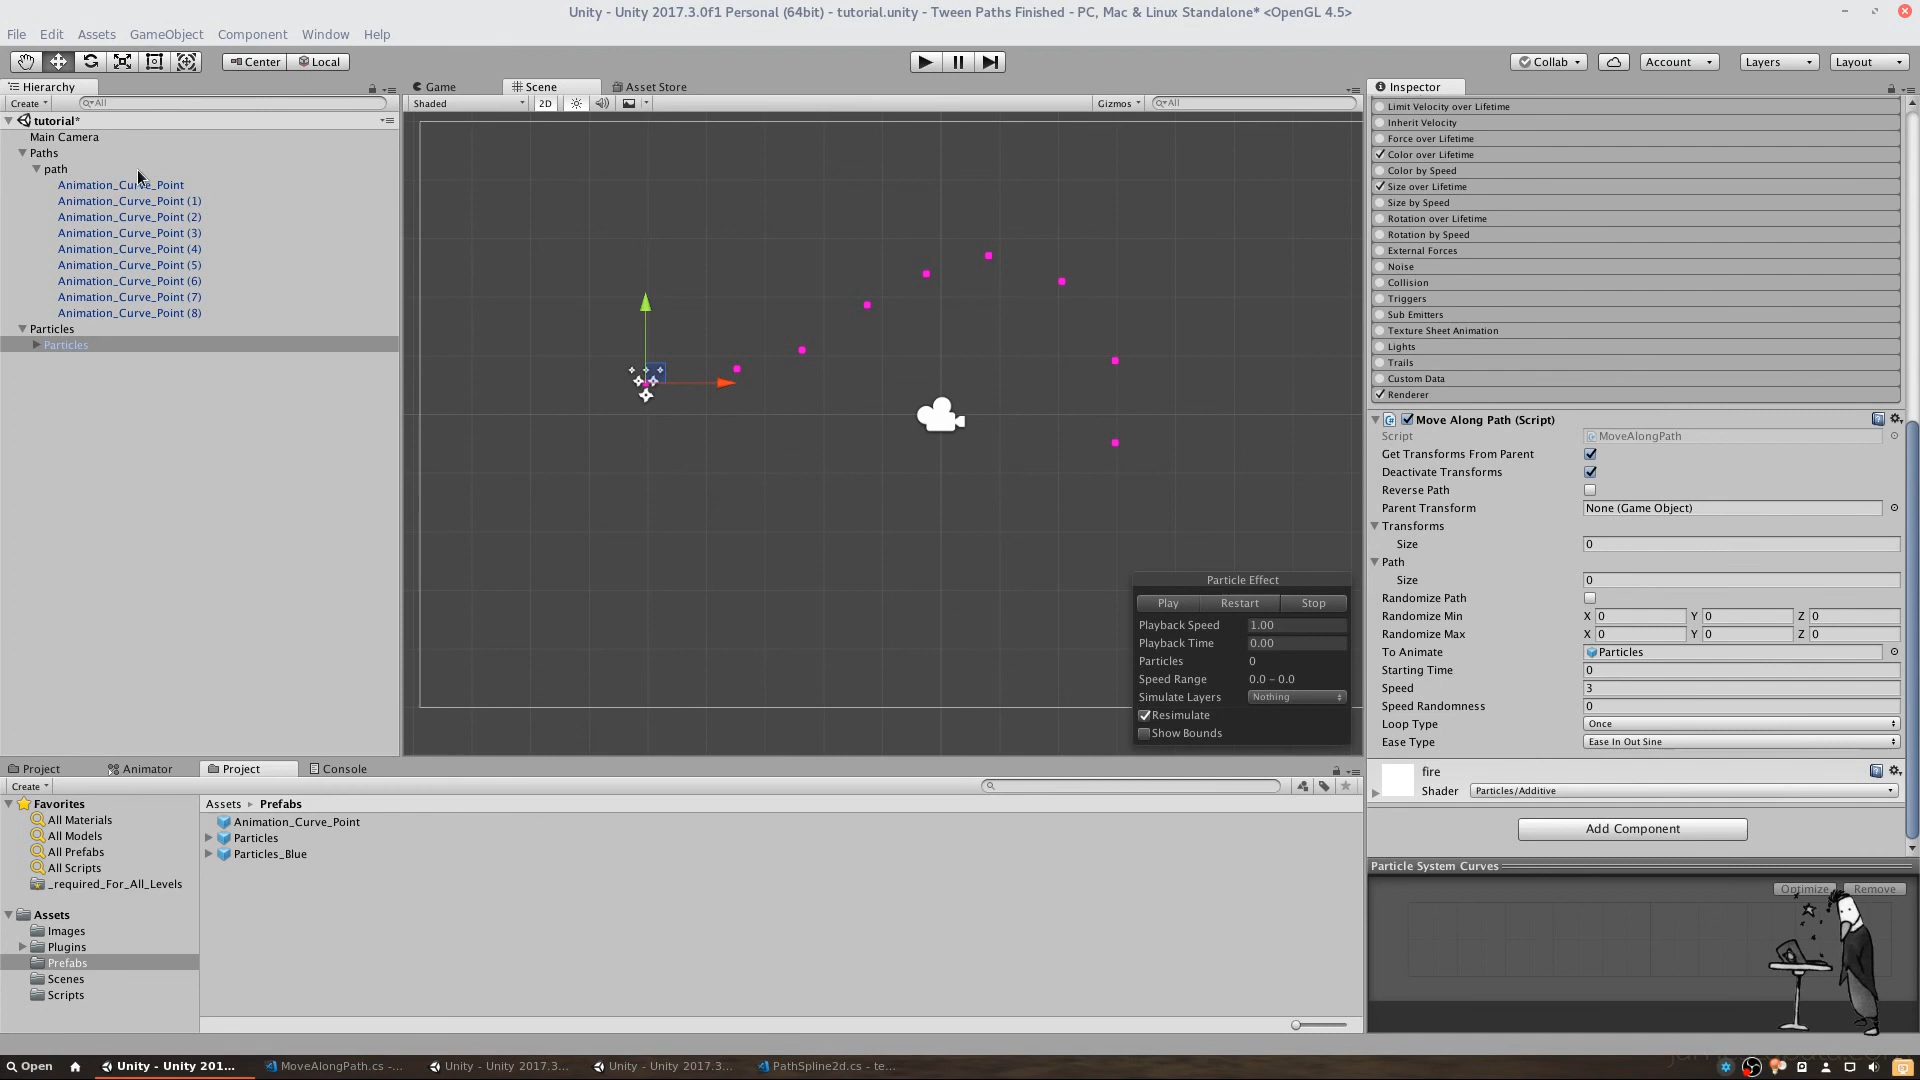 Unity - Unity 2017.3.0f1 Personal (64bit) - tutorial.unity - Tween Paths Finished - PC, Mac & Linux Standalone* <OpenGL 4.5>
File Edit Assets GameObject Component Window Help
Center Local
Collab Account Layers Layout
Hierarchy
Create All
tutorial*
Main Camera
Paths
path
Animation_Curve_Point
Animation_Curve_Point (1)
Animation_Curve_Point (2)
Animation_Curve_Point (3)
Animation_Curve_Point (4)
Animation_Curve_Point (5)
Animation_Curve_Point (6)
Animation_Curve_Point (7)
Animation_Curve_Point (8)
Particles
Particles
Game Scene Asset Store
Shaded 2D Gizmos All
Particle Effect
Play Restart Stop
Playback Speed 1.00
Playback Time 0.00
Particles 0
Speed Range 0.0 - 0.0
Simulate Layers Nothing
Resimulate
Show Bounds
Inspector
Limit Velocity over Lifetime
Inherit Velocity
Force over Lifetime
Color over Lifetime
Color by Speed
Size over Lifetime
Size by Speed
Rotation over Lifetime
Rotation by Speed
External Forces
Noise
Collision
Triggers
Sub Emitters
Texture Sheet Animation
Lights
Trails
Custom Data
Renderer
Move Along Path (Script)
Script MoveAlongPath
Get Transforms From Parent
Deactivate Transforms
Reverse Path
Parent Transform None (Game Object)
Transforms
Size 0
Path
Size 0
Randomize Path
Randomize Min X 0 Y 0 Z 0
Randomize Max X 0 Y 0 Z 0
To Animate Particles
Starting Time 0
Speed 3
Speed Randomness 0
Loop Type Once
Ease Type Ease In Out Sine
fire
Shader Particles/Additive
Add Component
Particle System Curves
Optimize Remove
Project Animator Project Console
Create
Favorites
All Materials
All Models
All Prefabs
All Scripts
_required_For_All_Levels
Assets
Images
Plugins
Prefabs
Scenes
Scripts
Assets Prefabs
Animation_Curve_Point
Particles
Particles_Blue
Open Unity - Unity 201... MoveAlongPath.cs -... Unity - Unity 2017.3... Unity - Unity 2017.3... PathSpline2d.cs - te...